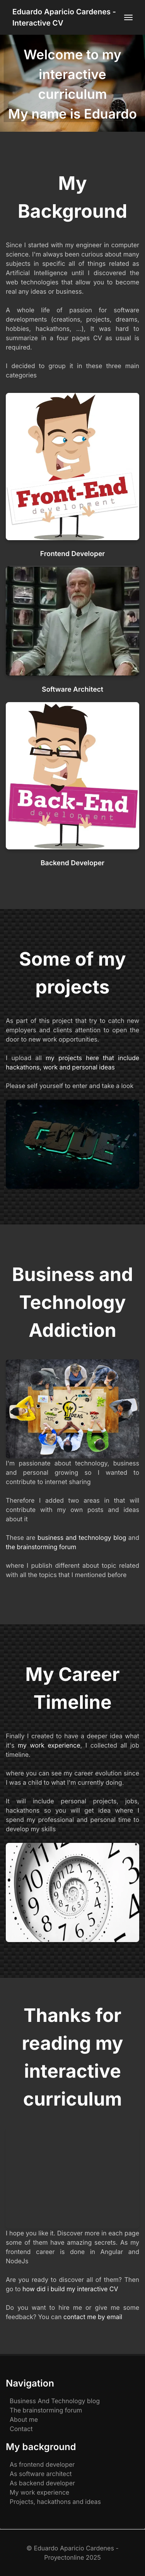 Eduardo Aparicio Cardenes -
Interactive CV
Welcome to my
interactive
curriculum
My name is Eduardo
My
Background
Since I started with my engineer in computer
science. I'm always been curious about many
subjects in specific all of things related as
Artificial Intelligence until I discovered the
web technologies that allow you to become
real any ideas or business.
A whole life of passion for software
developments (creations, projects, dreams,
hobbies, hackathons, ...), It was hard to
summarize in a four pages CV as usual is
required.
I decided to group it in these three main
categories
Front-End
development
Frontend Developer
Software Architect
Back-End
development
Backend Developer
Some of my
projects
As part of this project that try to catch new
employers and clients attention to open the
door to new work opportunities.
I upload all my projects here that include
hackathons, work and personal ideas
Please self yourself to enter and take a look
CODE
Business and
Technology
Addiction
IDEAS
I'm passionate about technology, business
and personal growing so I wanted to
contribute to internet sharing
Therefore I added two areas in that will
contribute with my own posts and ideas
about it
These are business and technology blog and
the brainstorming forum
where I publish different about topic related
with all the topics that I mentioned before
My Career
Timeline
Finally I created to have a deeper idea what
it's my work experience, I collected all job
timeline.
where you can see my career evolution since
I was a child to what I'm currently doing.
If will include personal projects, jobs,
hackathons so you will get idea where I
spend my professional and personal time to
develop my skills
Thanks for
reading my
interactive
curriculum
I hope you like it. Discover more in each page
some of them have amazing secrets. As my
frontend career is done in Angular and
NodeJs
Are you ready to discover all of them? Then
go to how did i build my interactive CV
Do you want to hire me or give me some
feedback? You can contact me by email
Navigation
Business And Technology blog
The brainstorming forum
About me
Contact
My background
As frontend developer
As software architect
As backend developer
My work experience
Projects, hackathons and ideas
© Eduardo Aparicio Cardenes -
Proyectonline 2025